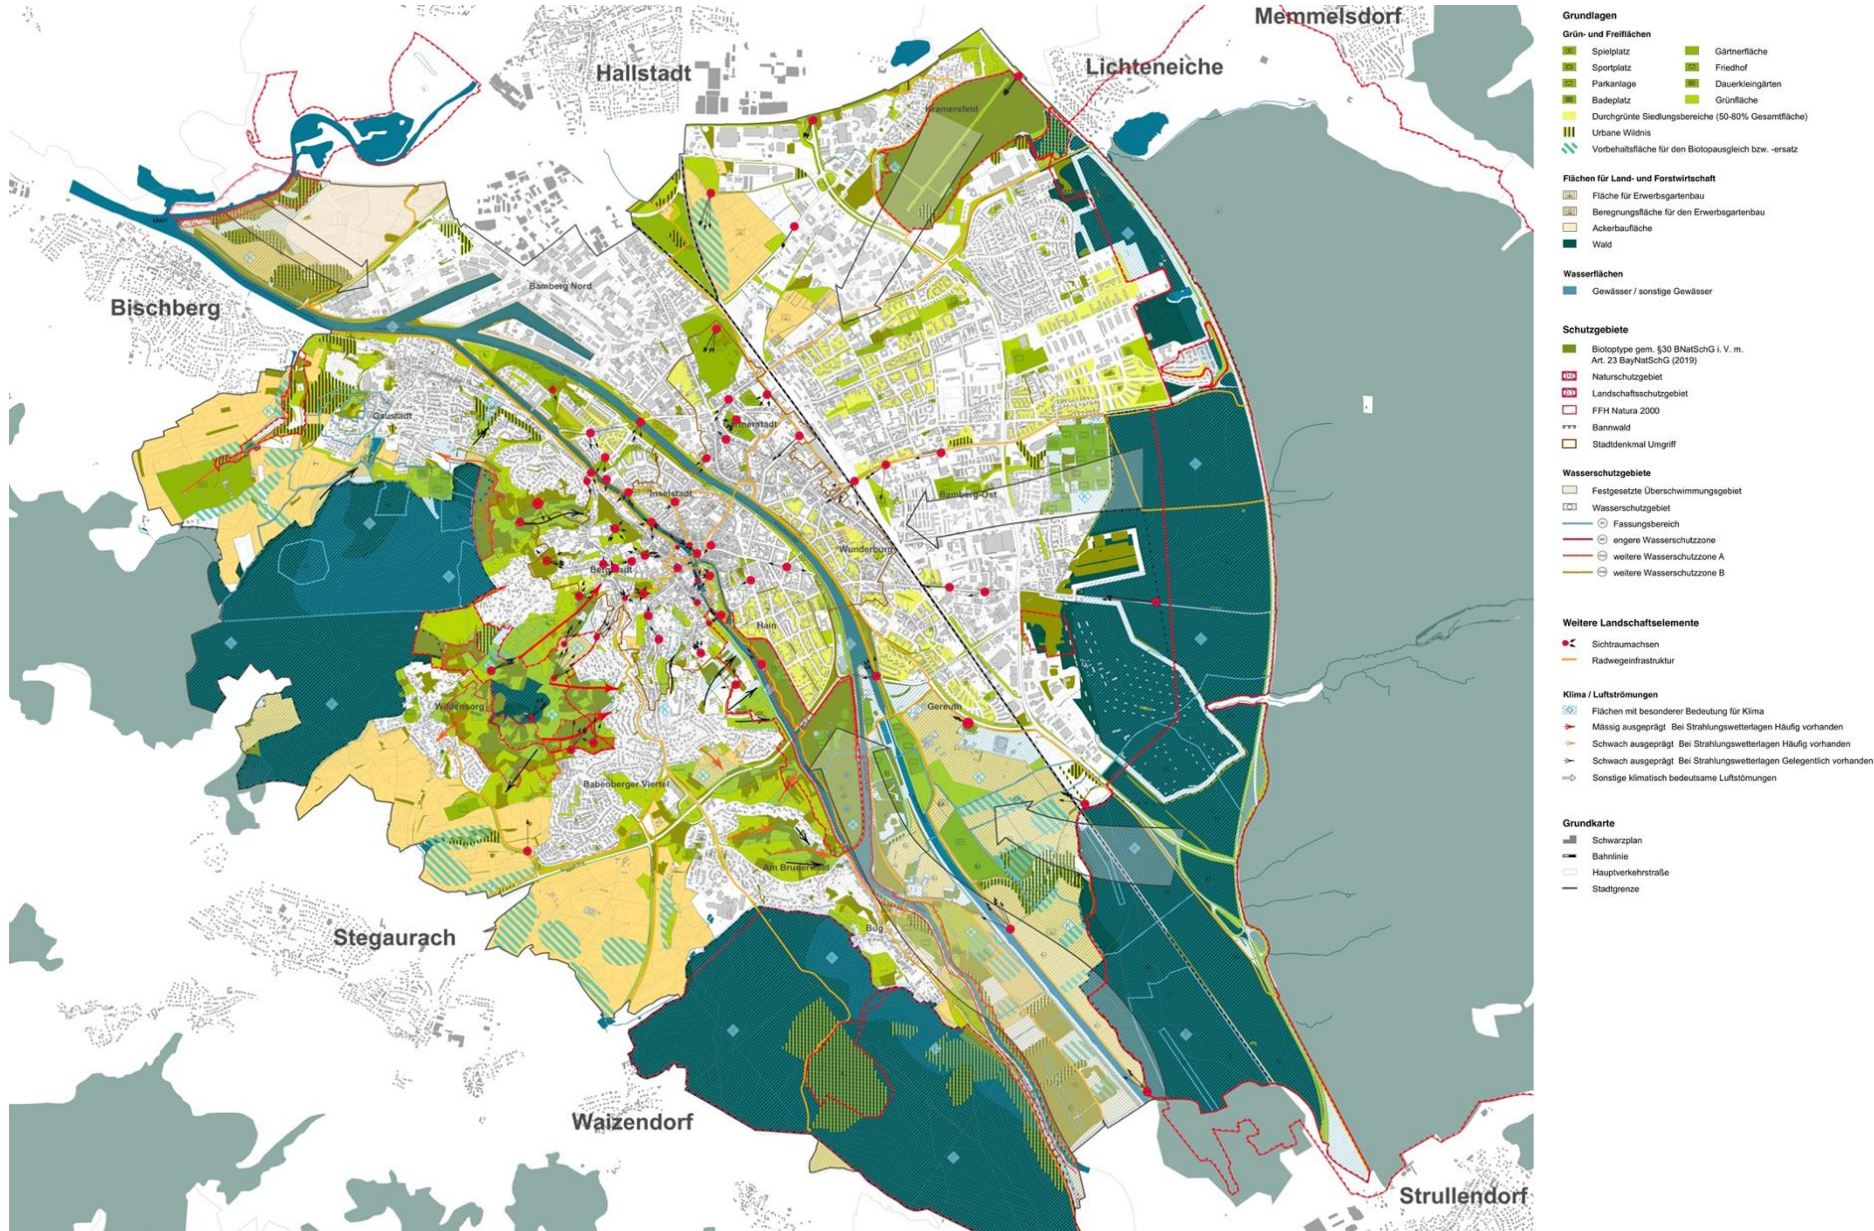 Memmelsdorf
Hallstadt
Lichteneiche
Kramersfeld
Main
Bischberg
Bamberg Nord
Gaustadt
Gärtnerstadt
Inselstadt
Bamberg-Ost
Wunderburg
Bergstadt
Hain
Wildensorg
Gereuth
Babenberger Viertel
Am Bruderwald
Bug
Stegaurach
Waizendorf
Strullendorf
Grundlagen
Grün- und Freiflächen
Spielplatz
Gärtnerfläche
Sportplatz
Friedhof
Parkanlage
Dauerkleingärten
Badeplatz
Grünfläche
Durchgrünte Siedlungsbereiche (50-80% Gesamtfläche)
Urbane Wildnis
Vorbehaltsfläche für den Biotopausgleich bzw. -ersatz
Flächen für Land- und Forstwirtschaft
Fläche für Erwerbsgartenbau
Beregnungsfläche für den Erwerbsgartenbau
Ackerbaufläche
Wald
Wasserflächen
Gewässer / sonstige Gewässer
Schutzgebiete
Biotoptype gem. §30 BNatSchG i. V. m.
Art. 23 BayNatSchG (2019)
Naturschutzgebiet
Landschaftsschutzgebiet
FFH Natura 2000
Bannwald
Stadtdenkmal Umgriff
Wasserschutzgebiete
Festgesetzte Überschwimmungsgebiet
Wasserschutzgebiet
Fassungsbereich
engere Wasserschutzzone
weitere Wasserschutzzone A
weitere Wasserschutzzone B
Weitere Landschaftselemente
Sichtraumachsen
Radwegeinfrastruktur
Klima / Luftströmungen
Flächen mit besonderer Bedeutung für Klima
Mässig ausgeprägt Bei Strahlungswetterlagen Häufig vorhanden
Schwach ausgeprägt Bei Strahlungswetterlagen Häufig vorhanden
Schwach ausgeprägt Bei Strahlungswetterlagen Gelegentlich vorhanden
Sonstige klimatisch bedeutsame Luftstömungen
Grundkarte
Schwarzplan
Bahnlinie
Hauptverkehrstraße
Stadtgrenze